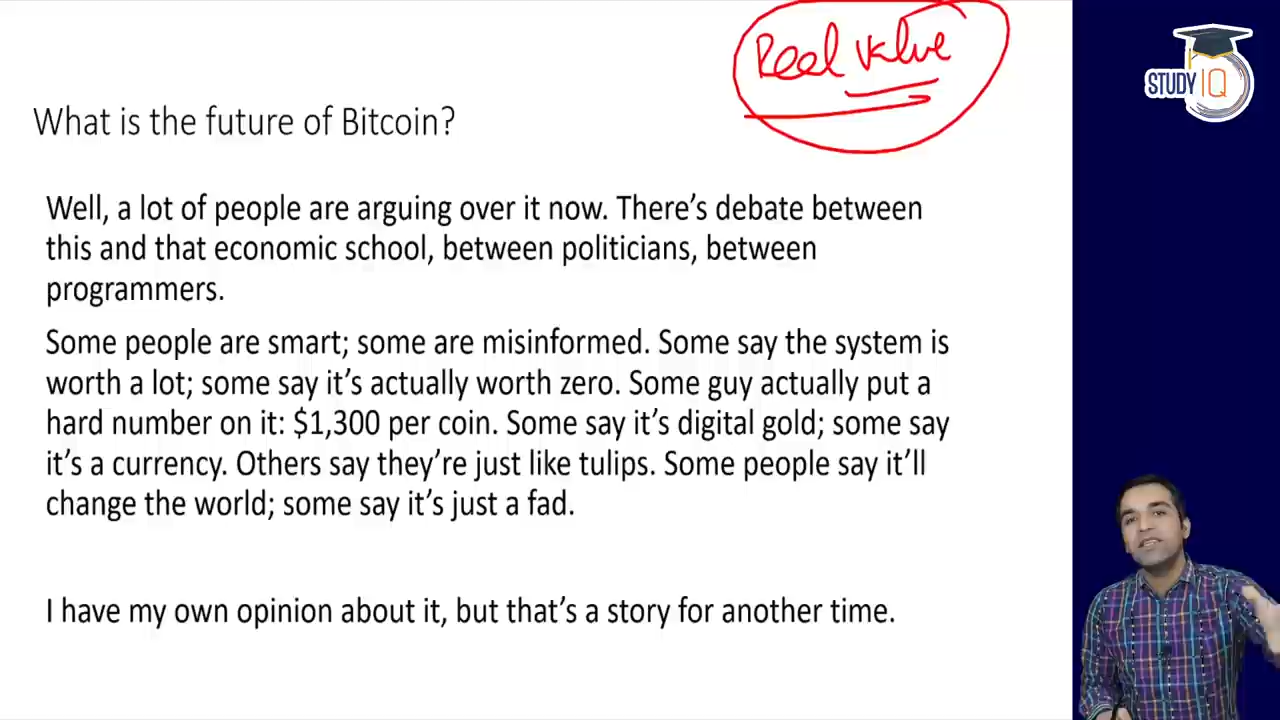 Real value
STUDY IQ
What is the future of Bitcoin?
Well, a lot of people are arguing over it now. There’s debate between
this and that economic school, between politicians, between
programmers.
Some people are smart; some are misinformed. Some say the system is
worth a lot; some say it’s actually worth zero. Some guy actually put a
hard number on it: $1,300 per coin. Some say it’s digital gold; some say
it’s a currency. Others say they’re just like tulips. Some people say it’ll
change the world; some say it’s just a fad.
I have my own opinion about it, but that’s a story for another time.